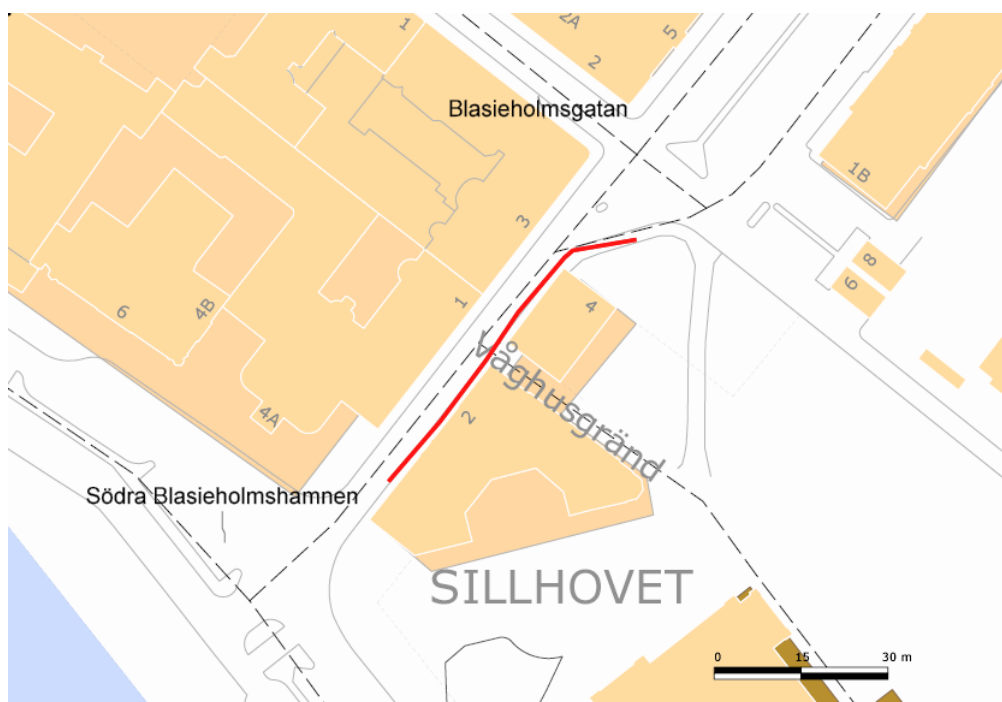 1
2A
5
2
Blasieholmsgatan
1B
3
8
6
1
4
6
4B
Våghusgränd
4A
2
Södra Blasieholmshamnen
SILLHOVET
0 15 30 m